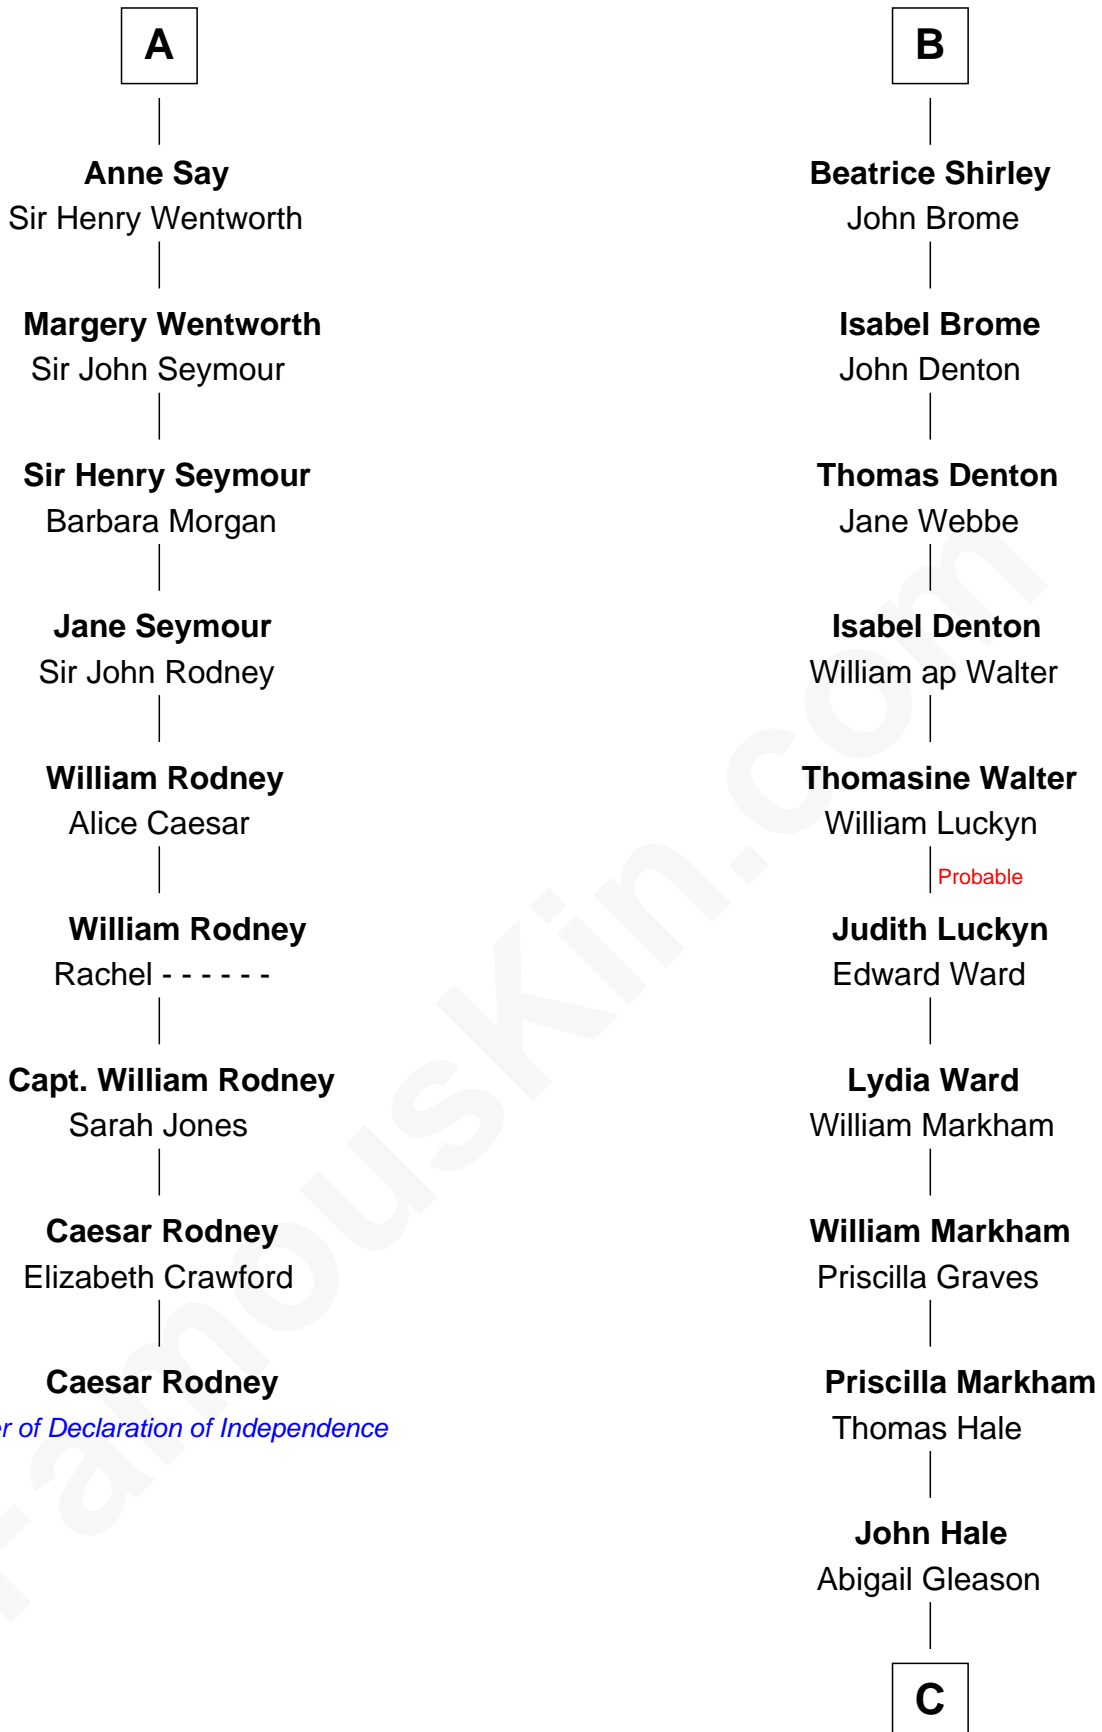 A
Anne Say
Sir Henry Wentworth
Margery Wentworth
Sir John Seymour
Sir Henry Seymour
Barbara Morgan
Jane Seymour
Sir John Rodney
William Rodney
Alice Caesar
William Rodney
Rachel - - - - - -
Capt. William Rodney
Sarah Jones
Caesar Rodney
Elizabeth Crawford
Caesar Rodney
of Declaration of Independence
B
Beatrice Shirley
John Brome
Isabel Brome
John Denton
Thomas Denton
Jane Webbe
Isabel Denton
William ap Walter
Thomasine Walter
William Luckyn
Probable
Judith Luckyn
Edward Ward
Lydia Ward
William Markham
William Markham
Priscilla Graves
Priscilla Markham
Thomas Hale
John Hale
Abigail Gleason
C
FamousKin.com